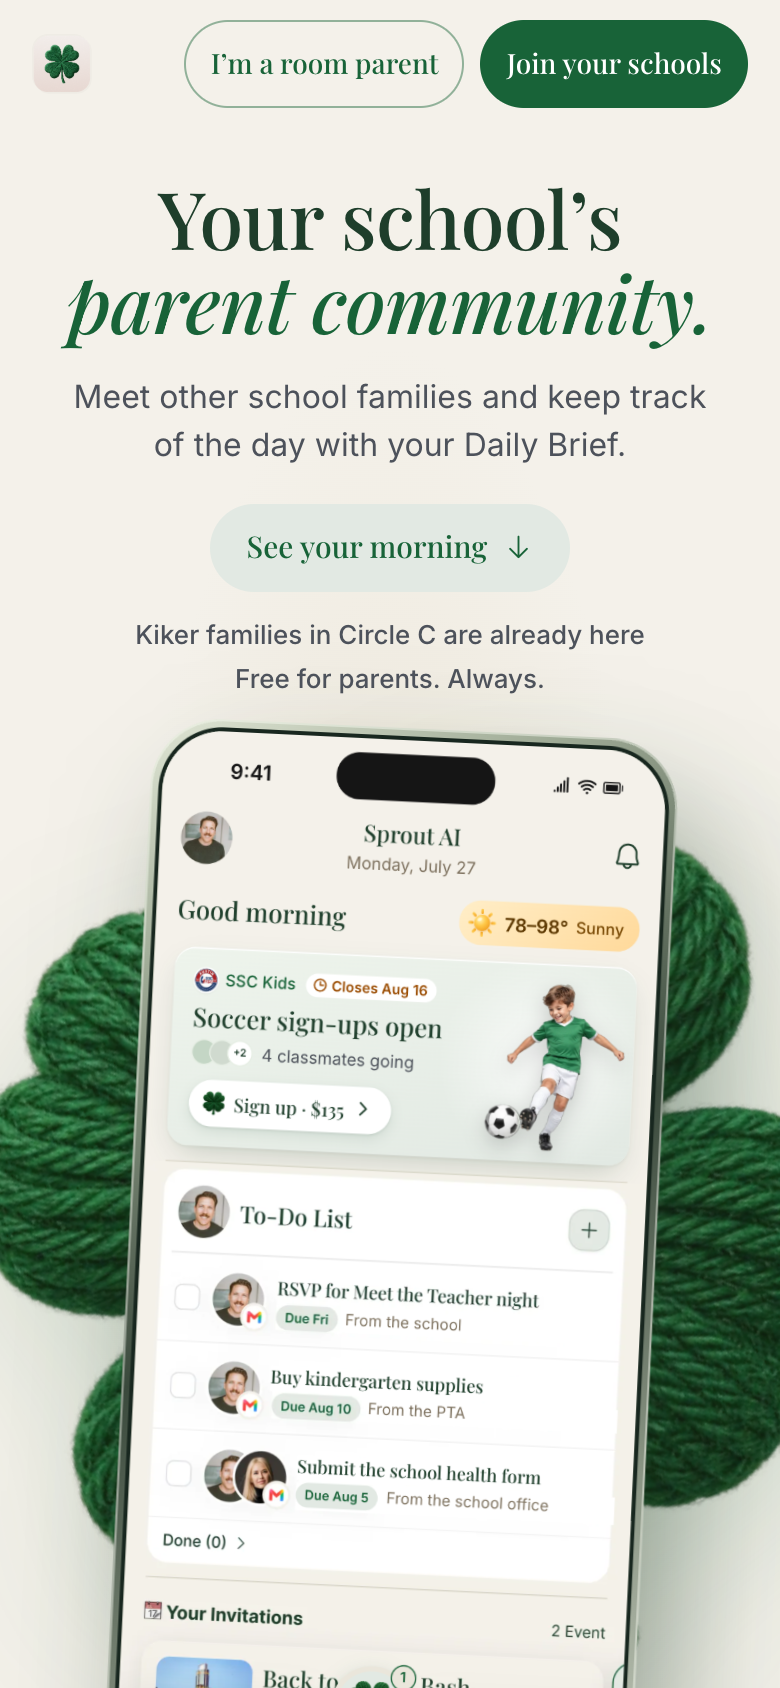 I’m a room parent
Join your schools
Your school’s
parent community.
Meet other school families and keep track
of the day with your Daily Brief.
See your morning ↓
Kiker families in Circle C are already here
Free for parents. Always.
9:41
Sprout AI
Monday, July 27
Good morning
78–98° Sunny
SSC Kids
Closes Aug 16
Soccer sign-ups open
+2 4 classmates going
Sign up · $135
To-Do List
RSVP for Meet the Teacher night
Due Fri From the school
Buy kindergarten supplies
Due Aug 10 From the PTA
Submit the school health form
Due Aug 5 From the school office
Done (0)
Your Invitations
2 Event
Back to
1
Bash